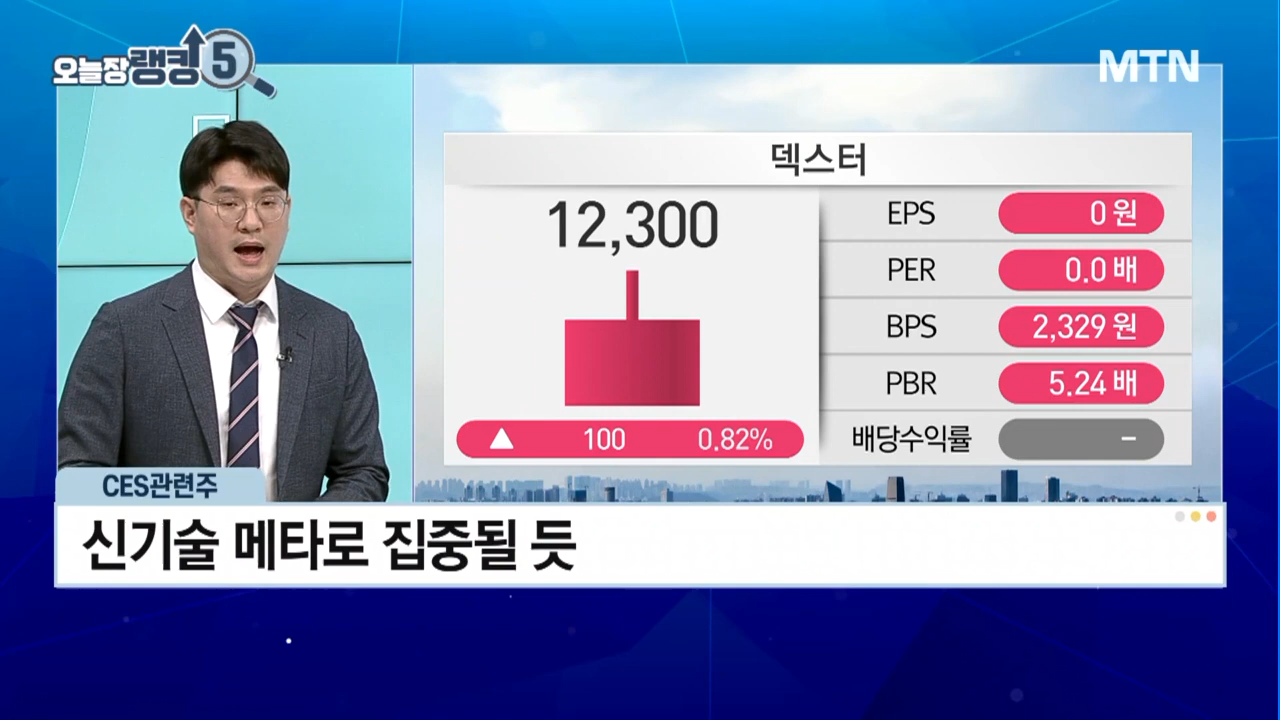 오늘장랭킹5
MTN
덱스터
12,300
▲ 100 0.82%
EPS 0 원
PER 0.0 배
BPS 2,329 원
PBR 5.24 배
배당수익률 -
CES관련주
신기술 메타로 집중될 듯